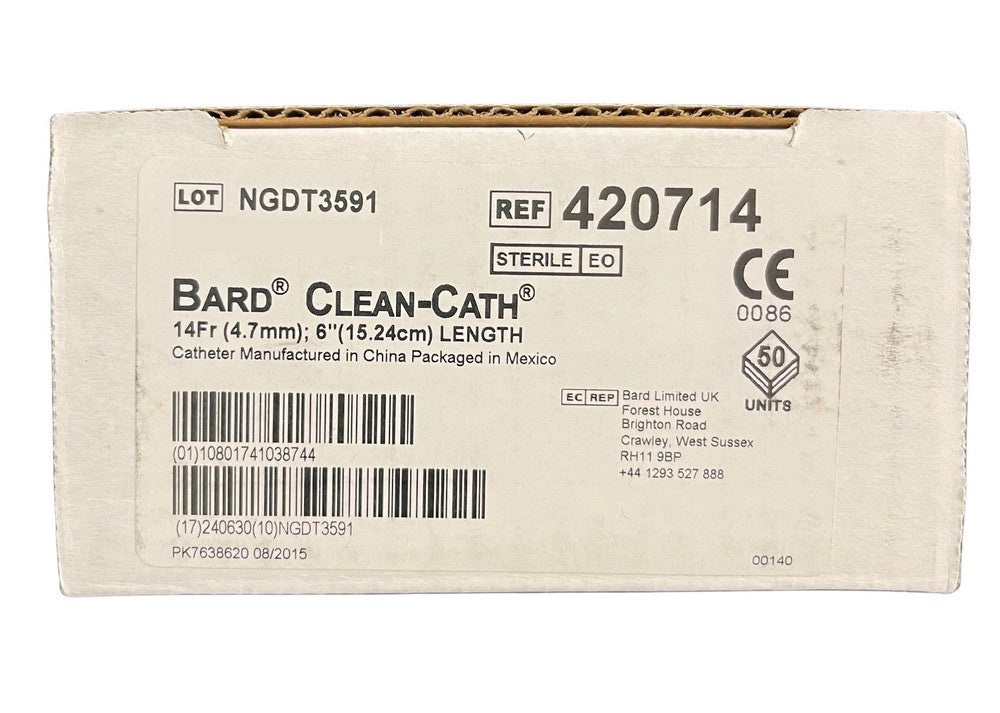 LOT NGDT3591
REF 420714
STERILE EO
BARD® CLEAN-CATH®
14Fr (4.7mm); 6"(15.24cm) LENGTH
Catheter Manufactured in China Packaged in Mexico
CE
0086
50
UNITS
EC REP Bard Limited UK
Forest House
Brighton Road
Crawley, West Sussex
RH11 9BP
+44 1293 527 888
(01)10801741038744
(17)240630(10)NGDT3591
PK7638620 08/2015
00140